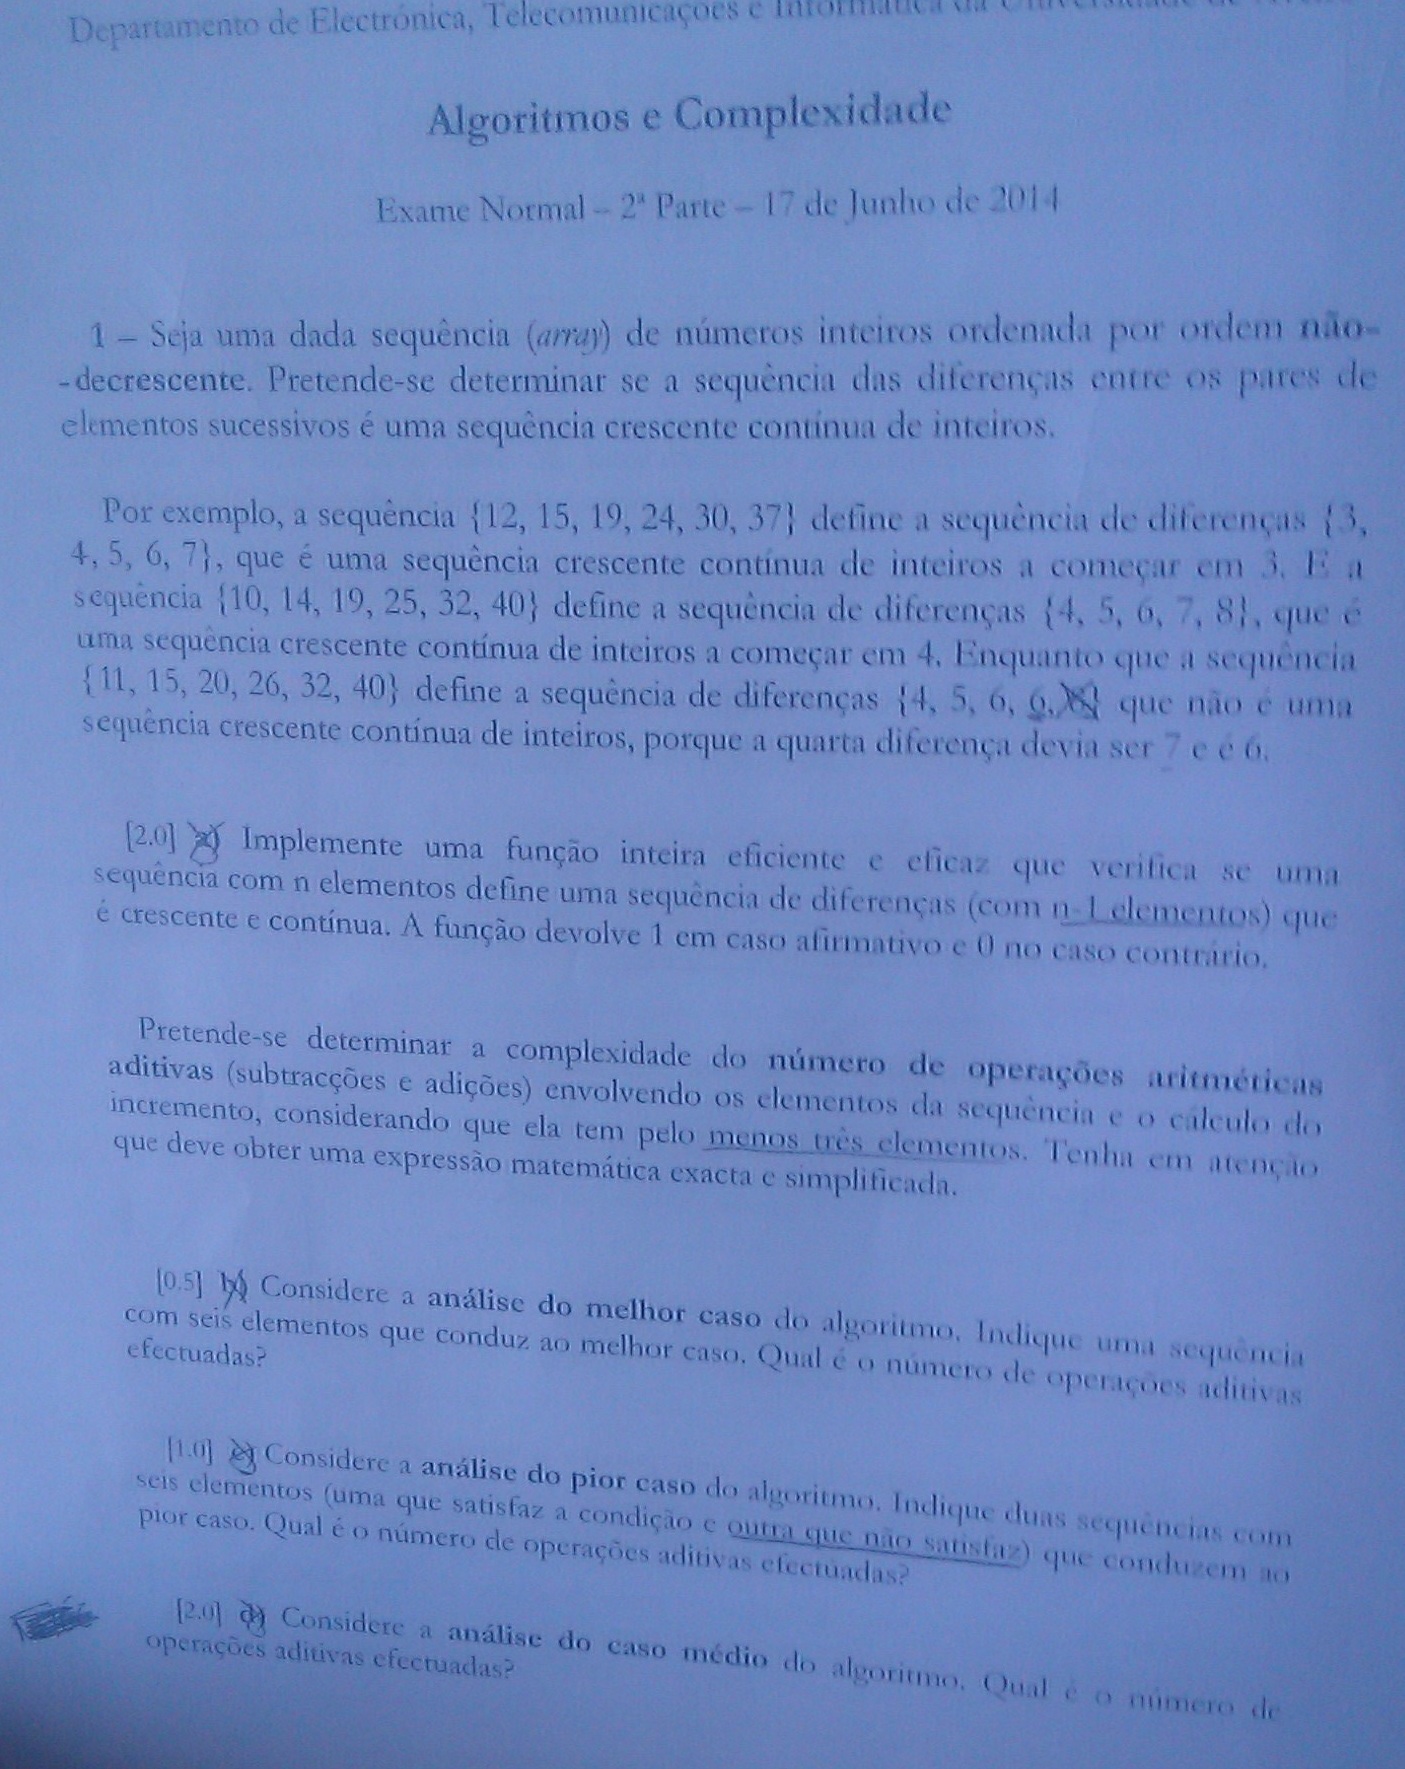 Departamento de Electrónica, Telecomunicações e Informática da Universidade de
Algoritmos e Complexidade
Exame Normal – 2ª Parte – 17 de Junho de 2014
1 – Seja uma dada sequência (array) de números inteiros ordenada por ordem não-
-decrescente. Pretende-se determinar se a sequência das diferenças entre os pares de
elementos sucessivos é uma sequência crescente contínua de inteiros.
Por exemplo, a sequência {12, 15, 19, 24, 30, 37} define a sequência de diferenças {3,
4, 5, 6, 7}, que é uma sequência crescente contínua de inteiros a começar em 3. E a
sequência {10, 14, 19, 25, 32, 40} define a sequência de diferenças {4, 5, 6, 7, 8}, que é
uma sequência crescente contínua de inteiros a começar em 4. Enquanto que a sequência
{11, 15, 20, 26, 32, 40} define a sequência de diferenças {4, 5, 6, 6, 8} que não é uma
sequência crescente contínua de inteiros, porque a quarta diferença devia ser 7 e é 6.
[2.0] a) Implemente uma função inteira eficiente e eficaz que verifica se uma
sequência com n elementos define uma sequência de diferenças (com n-1 elementos) que
é crescente e contínua. A função devolve 1 em caso afirmativo e 0 no caso contrário.
Pretende-se determinar a complexidade do número de operações aritméticas
aditivas (subtracções e adições) envolvendo os elementos da sequência e o cálculo do
incremento, considerando que ela tem pelo menos três elementos. Tenha em atenção
que deve obter uma expressão matemática exacta e simplificada.
[0.5] b) Considere a análise do melhor caso do algoritmo. Indique uma sequência
com seis elementos que conduz ao melhor caso. Qual é o número de operações aditivas
efectuadas?
[1.0] c) Considere a análise do pior caso do algoritmo. Indique duas sequências com
seis elementos (uma que satisfaz a condição e outra que não satisfaz) que conduzem ao
pior caso. Qual é o número de operações aditivas efectuadas?
[2.0] d) Considere a análise do caso médio do algoritmo. Qual é o número de
operações aditivas efectuadas?